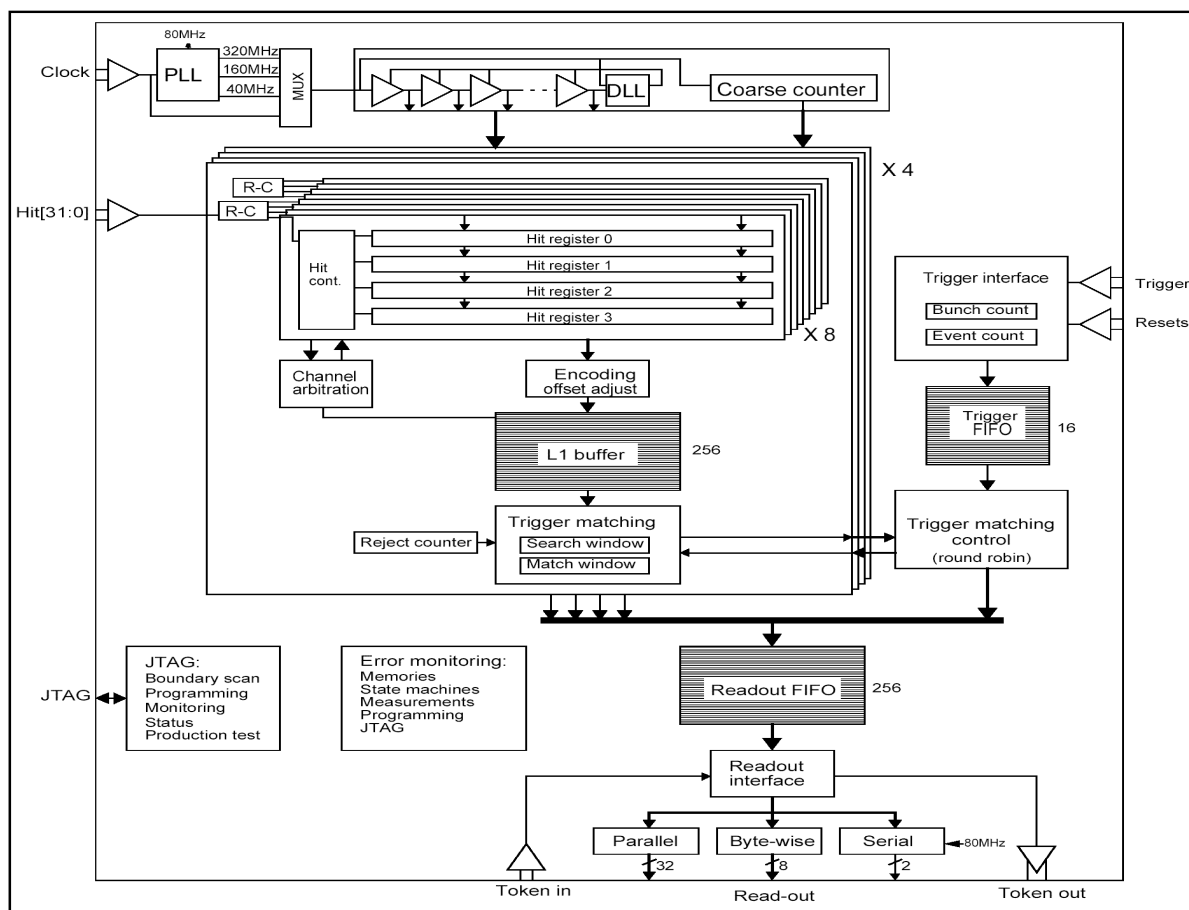 80MHz
Clock
PLL
320MHz
160MHz
40MHz
MUX
DLL
Coarse counter
X 4
R-C
Hit[31:0]
R-C
Hit cont.
Hit register 0
Hit register 1
Hit register 2
Hit register 3
X 8
Trigger interface
Bunch count
Event count
Trigger
Resets
Channel
arbitration
Encoding
offset adjust
Trigger
FIFO
16
L1 buffer
256
Trigger matching
Search window
Match window
Reject counter
Trigger matching
control
(round robin)
JTAG
JTAG:
Boundary scan
Programming
Monitoring
Status
Production test
Error monitoring:
Memories
State machines
Measurements
Programming
JTAG
Readout FIFO
256
Readout
interface
Parallel
Byte-wise
Serial
80MHz
32
8
2
Token in
Read-out
Token out